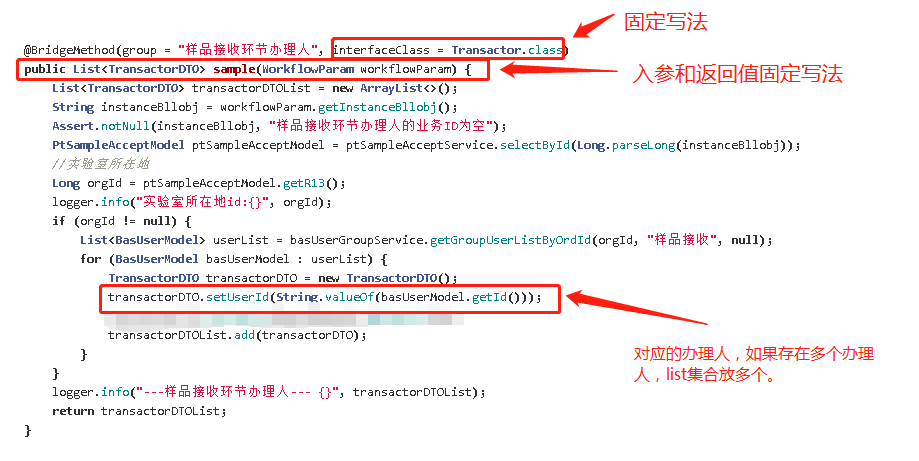 固定写法
@BridgeMethod(group = "样品接收环节办理人", interfaceClass = Transactor.class)
public List<TransactorDTO> sample(WorkflowParam workflowParam) {
入参和返回值固定写法
List<TransactorDTO> transactorDTOList = new ArrayList<>();
String instanceBllobj = workflowParam.getInstanceBllobj();
Assert.notNull(instanceBllobj, "样品接收环节办理人的业务ID为空");
PtSampleAcceptModel ptSampleAcceptModel = ptSampleAcceptService.selectById(Long.parseLong(instanceBllobj));
//实验室所在地
Long orgId = ptSampleAcceptModel.getR13();
logger.info("实验室所在地id:{}", orgId);
if (orgId != null) {
List<BasUserModel> userList = basUserGroupService.getGroupUserListByOrdId(orgId, "样品接收", null);
for (BasUserModel basUserModel : userList) {
TransactorDTO transactorDTO = new TransactorDTO();
transactorDTO.setUserId(String.valueOf(basUserModel.getId()));
transactorDTOList.add(transactorDTO);
对应的办理人，如果存在多个办理
人，list集合放多个。
}
}
logger.info("---样品接收环节办理人--- {}", transactorDTOList);
return transactorDTOList;
}